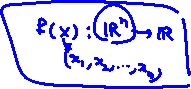 f(x) : ℝⁿ → ℝ
(x₁, x₂, ..., xₙ)